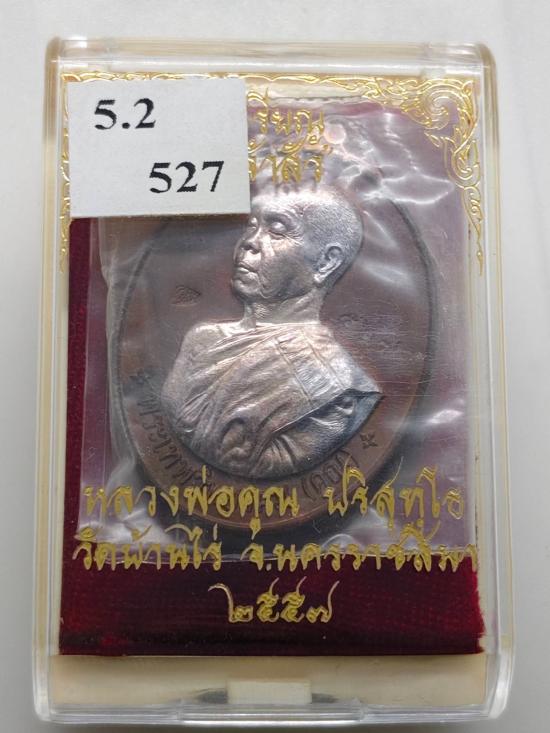 5.2
527
หลวงพ่อคูณ ปริสุทฺโธ
วัดบ้านไร่ จ.นครราชสีมา
๒๕๕๗
(คูณ)